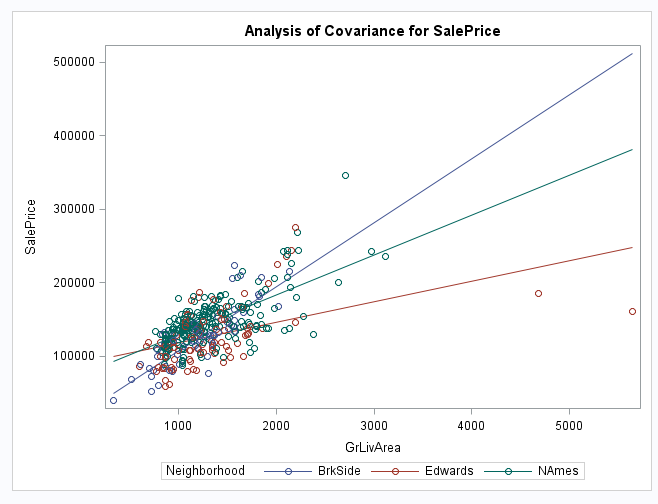 Analysis of Covariance for SalePrice
500000
400000
300000
200000
100000
SalePrice
1000 2000 3000 4000 5000
GrLivArea
Neighborhood BrkSide Edwards NAmes